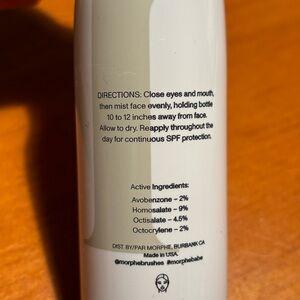 DIRECTIONS: Close eyes and mouth,
then mist face evenly, holding bottle
10 to 12 inches away from face.
Allow to dry. Reapply throughout the
day for continuous SPF protection.
Active Ingredients:
Avobenzone – 2%
Homosalate – 9%
Octisalate – 4.5%
Octocrylene – 2%
DIST. BY/PAR MORPHE, BURBANK CA
Made in USA.
@morphebrushes #morphebabe